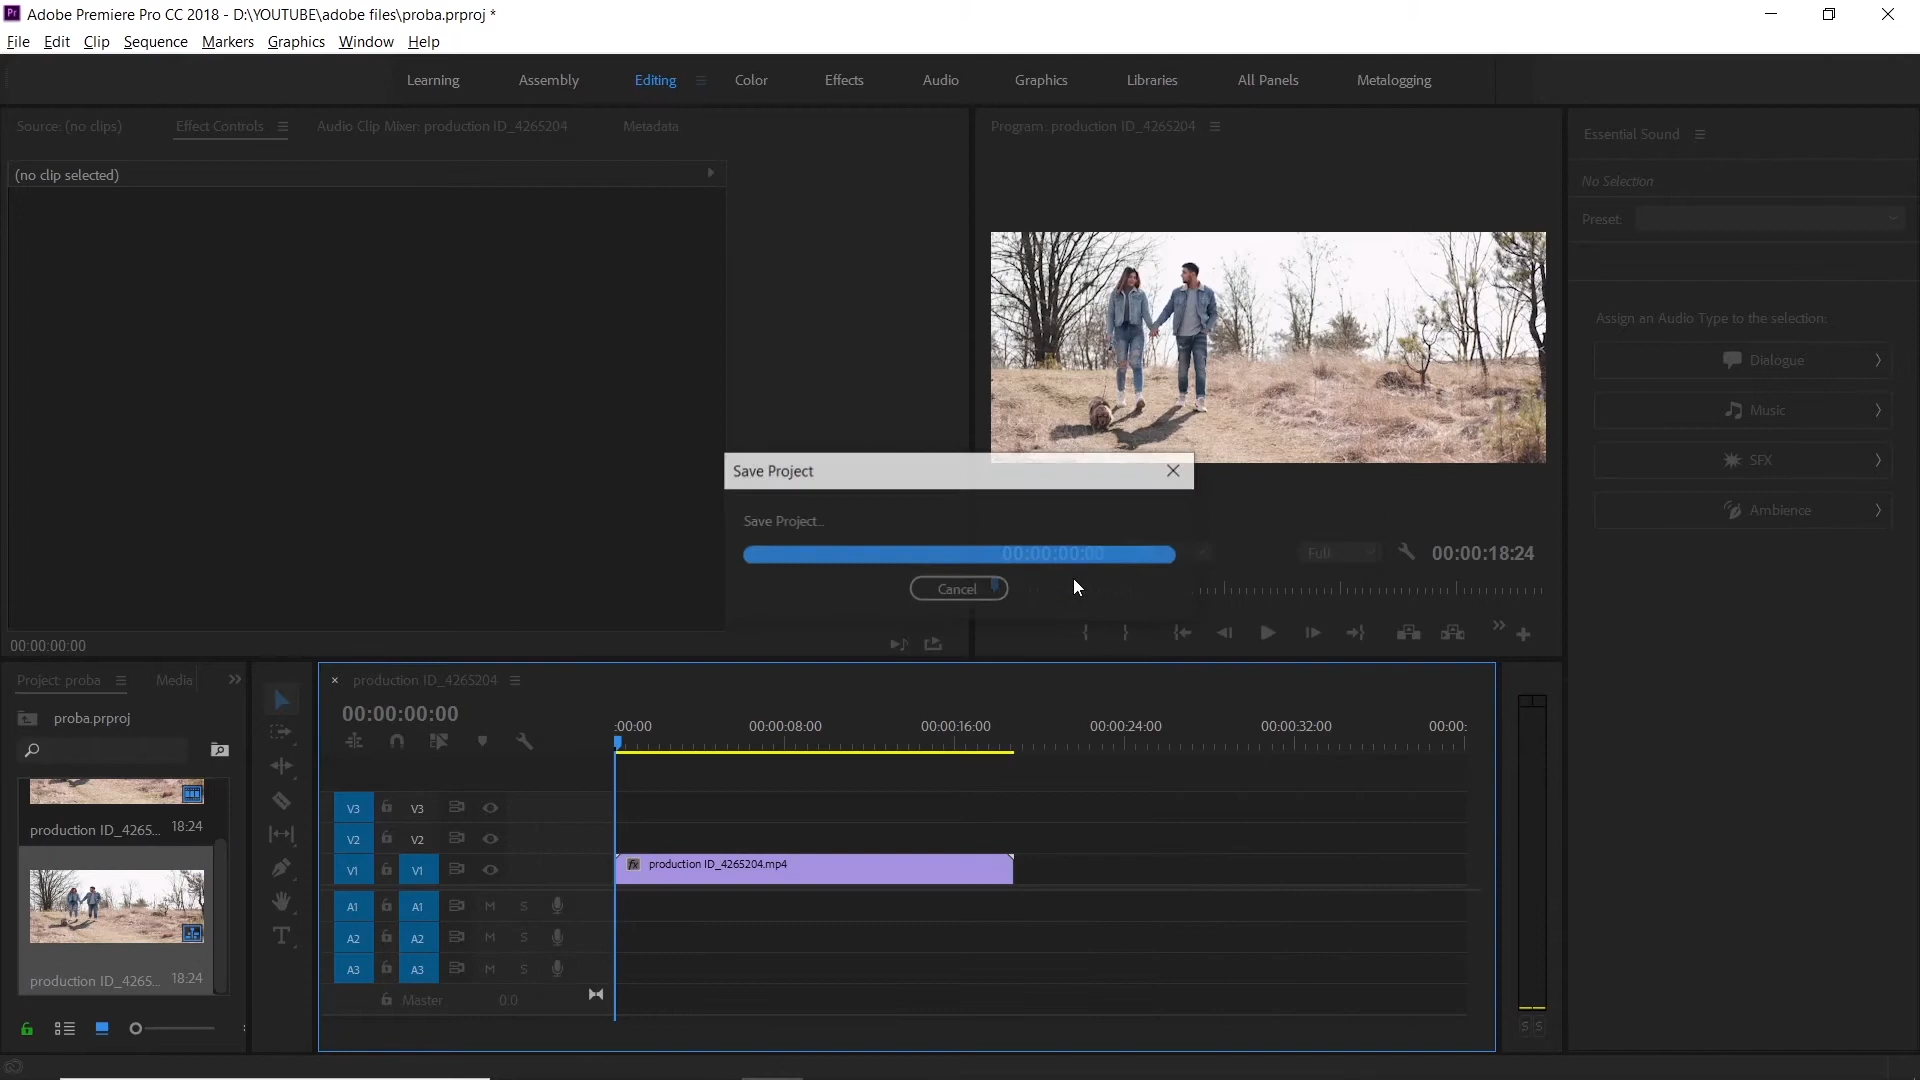 Adobe Premiere Pro CC 2018 - D:\YOUTUBE\adobe files\proba.prproj *
File Edit Clip Sequence Markers Graphics Window Help
Learning Assembly Editing Color Effects Audio Graphics Libraries All Panels Metalogging
Source: (no clips) Effect Controls Audio Clip Mixer: production ID_4265204 Metadata
(no clip selected)
00:00:00:00
Program: production ID_4265204
Essential Sound
No Selection
Preset:
Assign an Audio Type to the selection:
Dialogue
Music
SFX
Ambience
Save Project
Save Project...
Cancel
00:00:00:00
Full
00:00:18:24
Project: proba Media
proba.prproj
production ID_4265... 18:24
production ID_4265... 18:24
production ID_4265204
00:00:00:00
:00:00 00:00:08:00 00:00:16:00 00:00:24:00 00:00:32:00 00:00:
V3 V3
V2 V2
V1 V1
fx production ID_4265204.mp4
A1 A1 M S
A2 A2 M S
A3 A3 M S
Master 0.0
S S